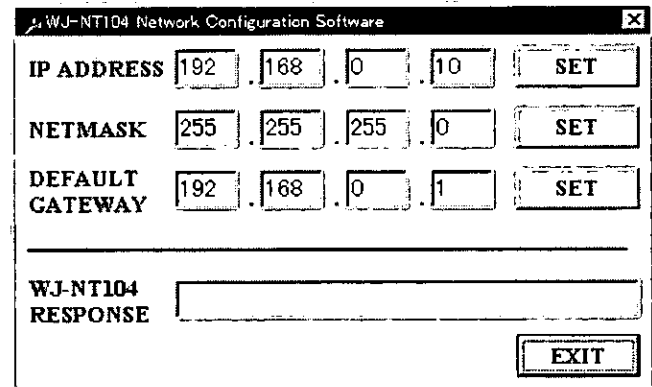 WJ-NT104 Network Configuration Software
IP ADDRESS 192 . 168 . 0 . 10 SET
NETMASK 255 . 255 . 255 . 0 SET
DEFAULT
GATEWAY 192 . 168 . 0 . 1 SET
WJ-NT104
RESPONSE
EXIT